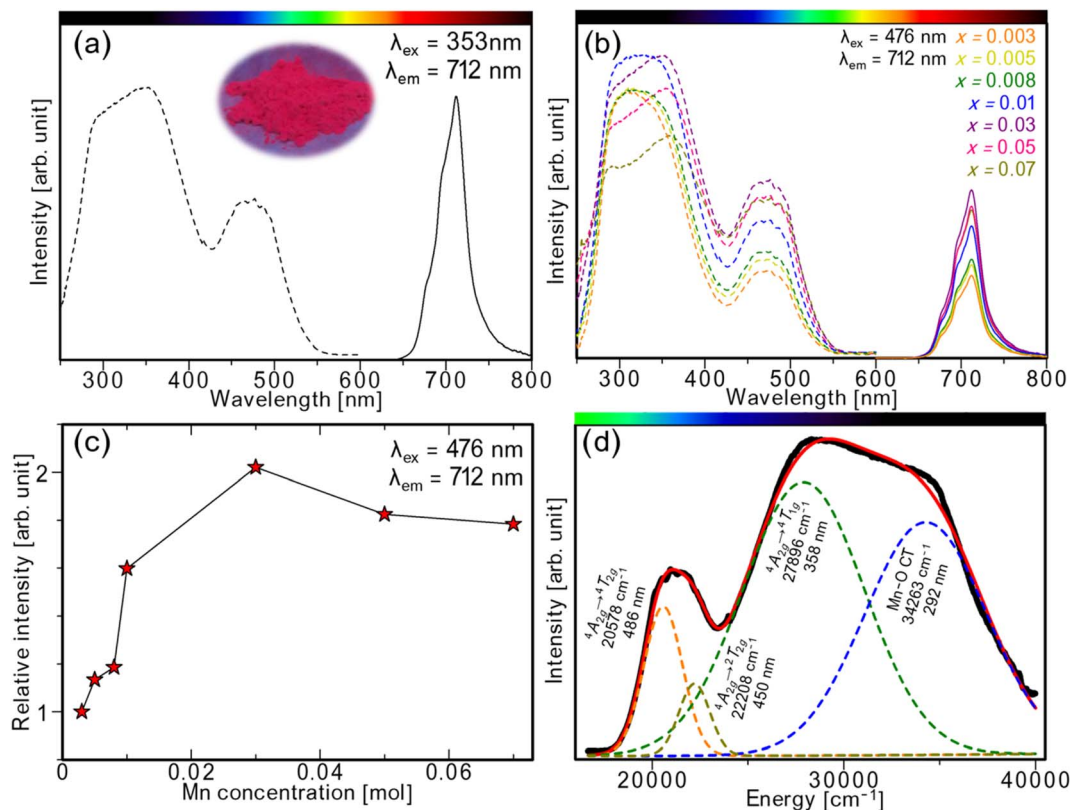 (a)
λex = 353nm
λem = 712 nm
Intensity [arb. unit]
300 400 500 600 700 800
Wavelength [nm]
(b)
λex = 476 nm
λem = 712 nm
x = 0.003
x = 0.005
x = 0.008
x = 0.01
x = 0.03
x = 0.05
x = 0.07
Intensity [arb. unit]
300 400 500 600 700 800
Wavelength [nm]
(c)
λex = 476 nm
λem = 712 nm
Relative intensity [arb. unit]
2
1
0 0.02 0.04 0.06
Mn concentration [mol]
(d)
Intensity [arb. unit]
⁴A₂g→⁴T₂g
20578 cm⁻¹
486 nm
⁴A₂g→²T₂g
22208 cm⁻¹
450 nm
⁴A₂g→⁴T₁g
27896 cm⁻¹
358 nm
Mn-O CT
34263 cm⁻¹
292 nm
20000 30000 40000
Energy [cm⁻¹]